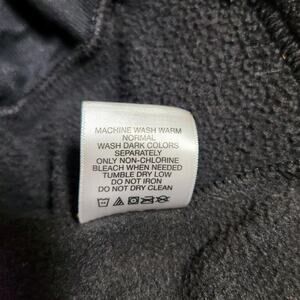 MACHINE WASH WARM
NORMAL
WASH DARK COLORS
SEPARATELY
ONLY NON-CHLORINE
BLEACH WHEN NEEDED
TUMBLE DRY LOW
DO NOT IRON
DO NOT DRY CLEAN